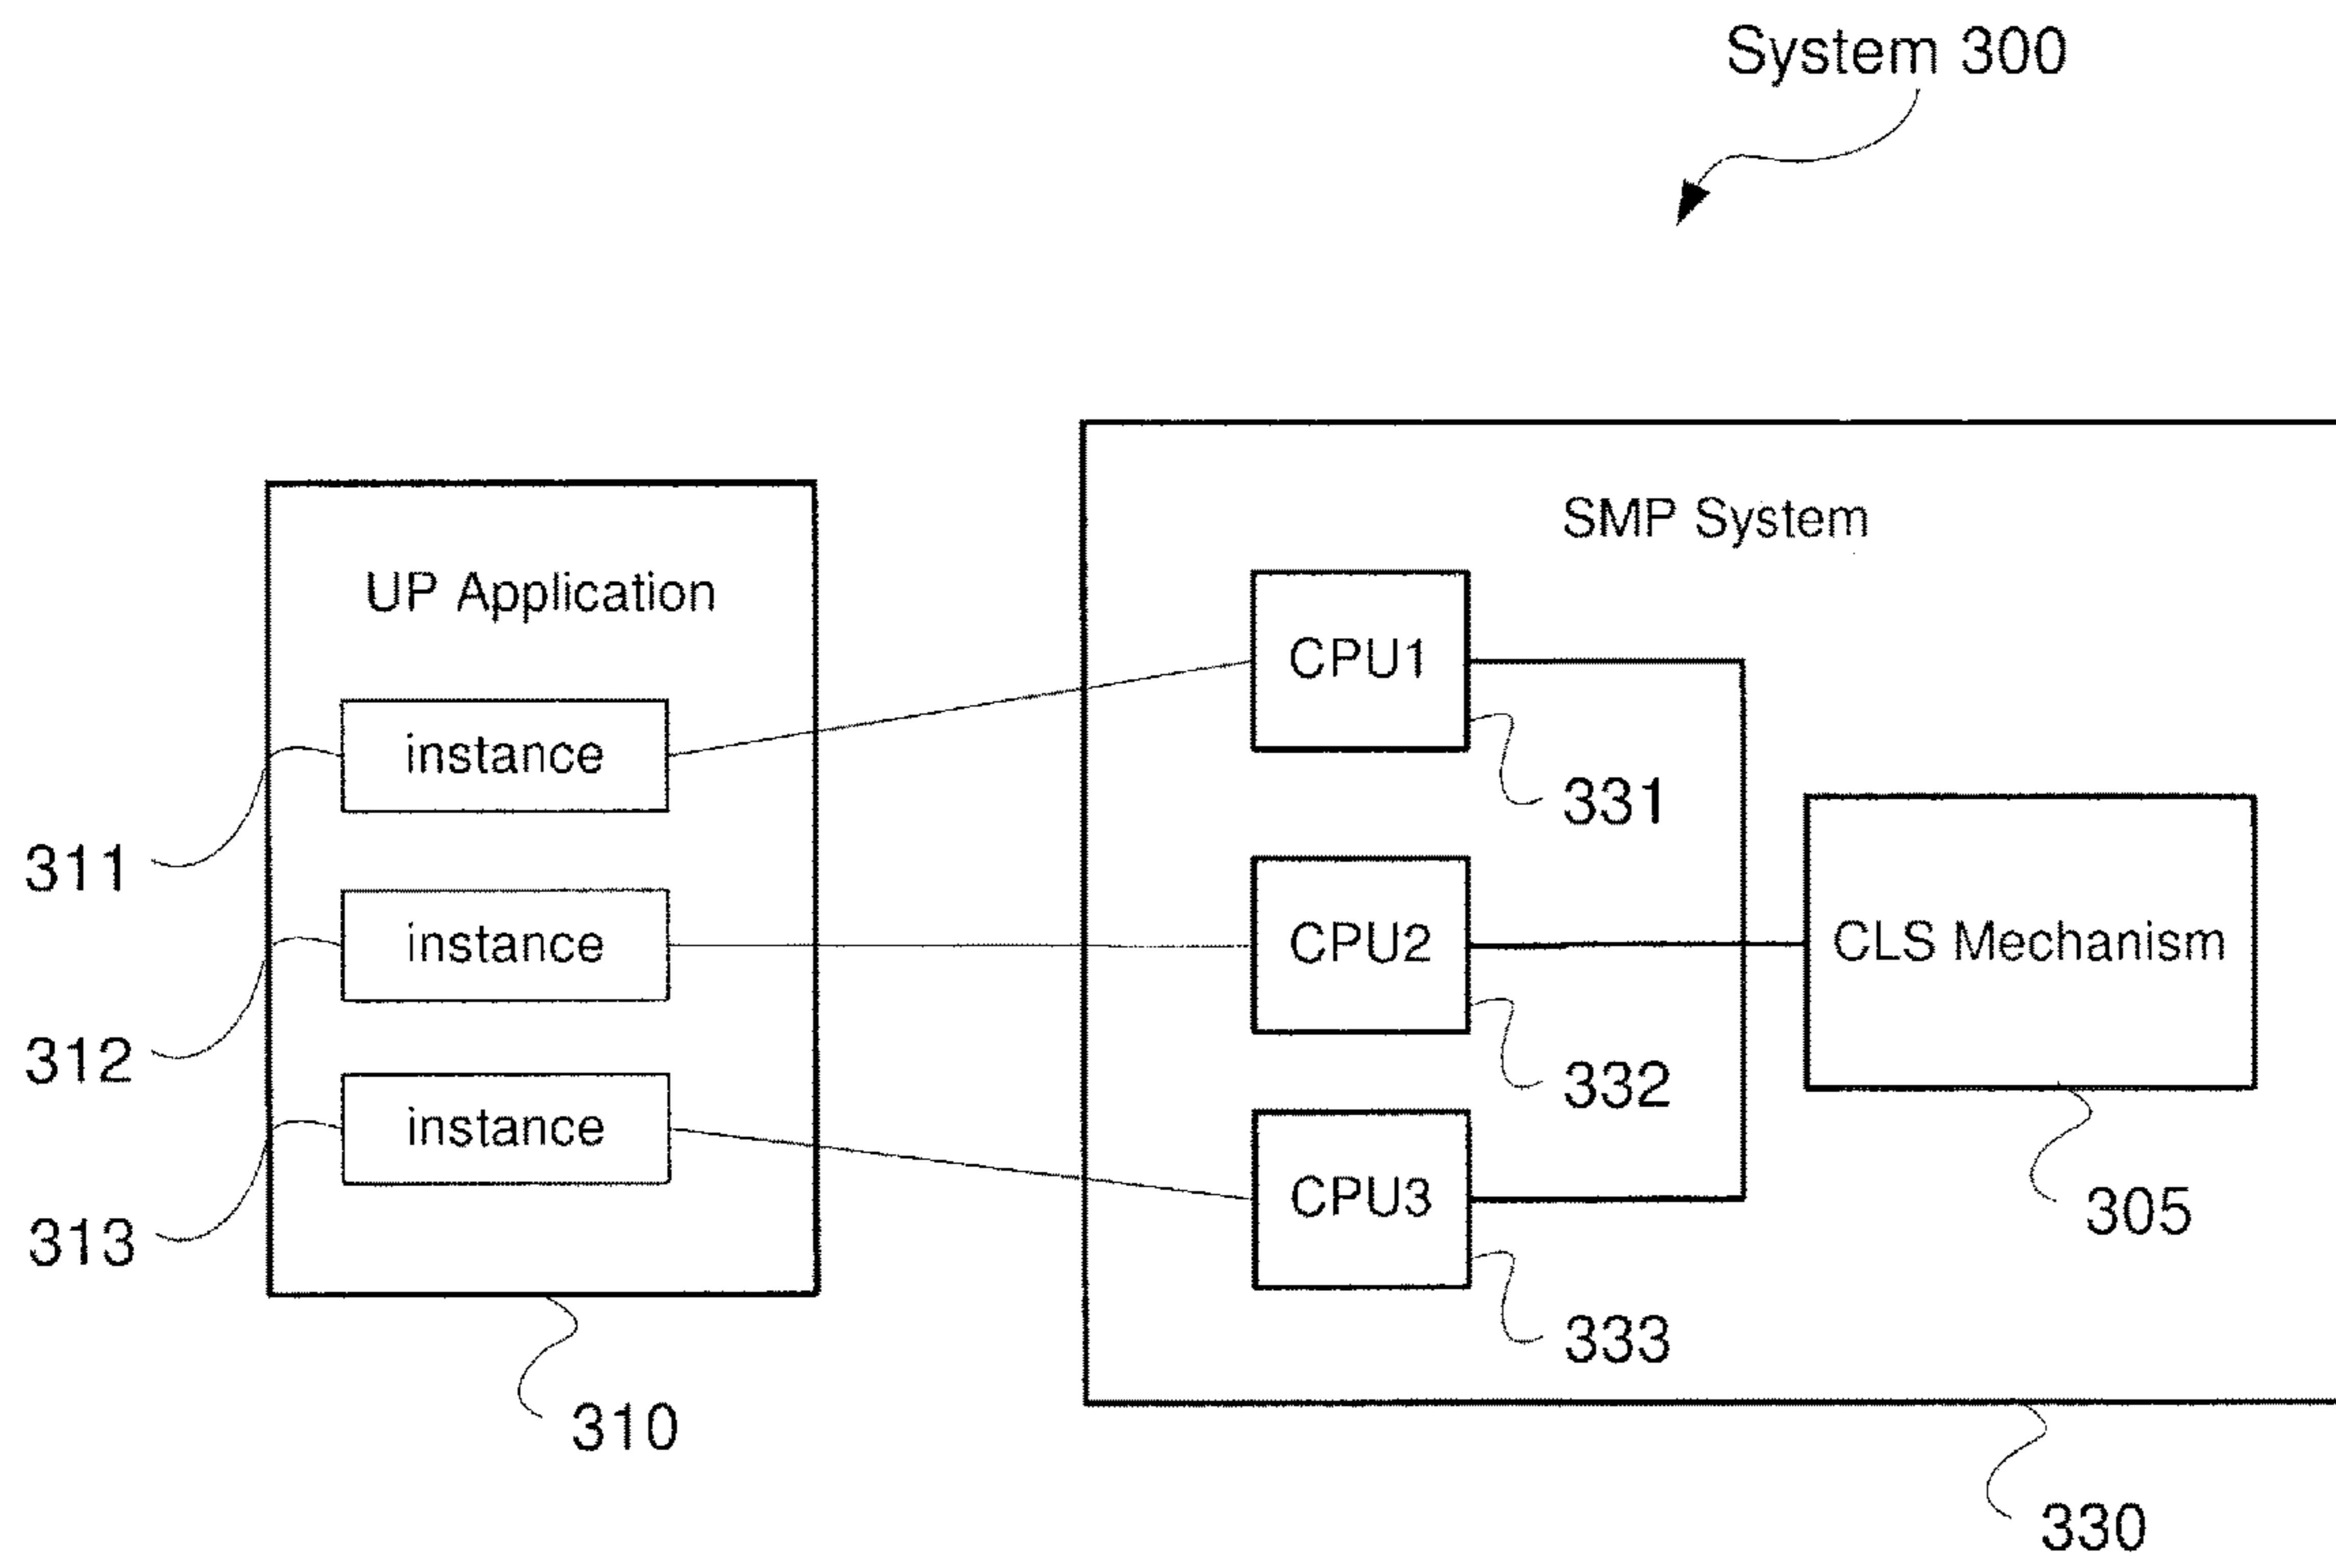 System 300
SMP System
UP Application
CPU1
instance
331
311
CPU2
CLS Mechanism
instance
332
312
CPU3
instance
305
313
333
310
330